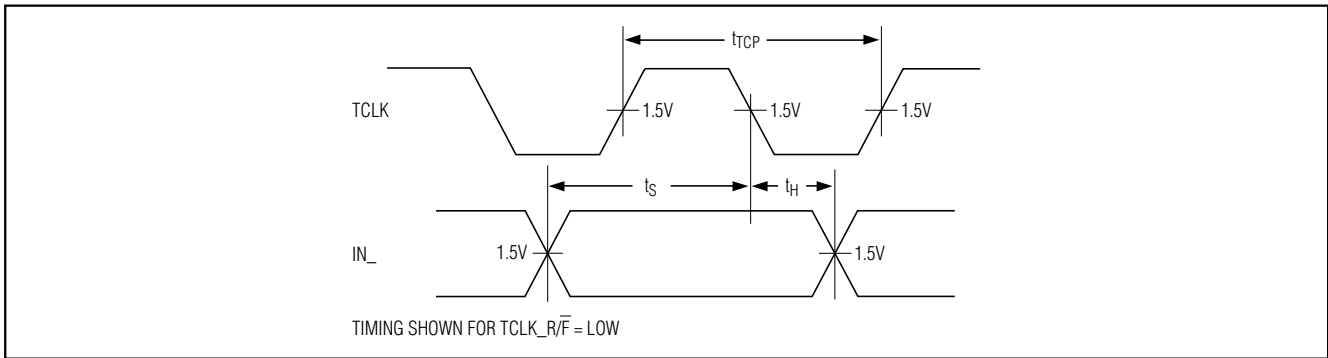 tTCP
TCLK
1.5V
1.5V
1.5V
tS
tH
IN_
1.5V
1.5V
TIMING SHOWN FOR TCLK_R/F̅ = LOW